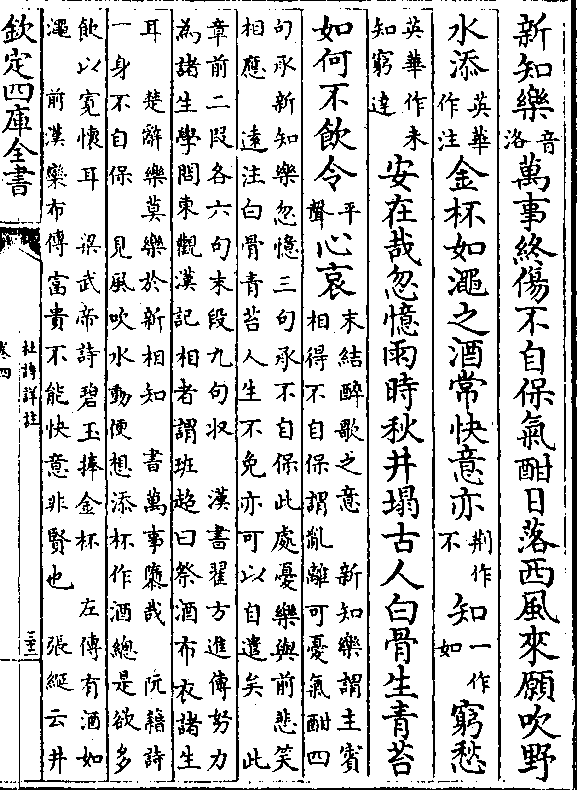 新知樂音洛萬事終傷不自保氣酣日落西風來願吹野
水添英華作注金杯如澠之酒常快意亦荆作不知一作如窮愁
英華作未知窮達安在哉忽憶雨時秋井塌古人白骨生青苔
如何不飲令平聲心哀末結醉歌之意 新知樂謂主賓
相得不自保謂亂離可憂氣酣四
句承新知樂忽憶三句承不自保此處憂樂與前悲笑
相應 遠注白骨青苔人生不免亦可以自遣矣 此
章前二段各六句末段九句收 漢書翟方進傳努力
為諸生學問東觀漢記相者謂班超曰祭酒布衣諸生
耳 楚辭樂莫樂於新相知 書萬事隳哉 阮籍詩
一身不自保 見風吹水動便想添杯作酒總是欲多
飲以寬懷耳 梁武帝詩碧玉捧金杯 左傳有酒如
澠 前漢欒布傳富貴不能快意非賢也 張綖云井
欽定四庫全書
杜詩詳註
卷四